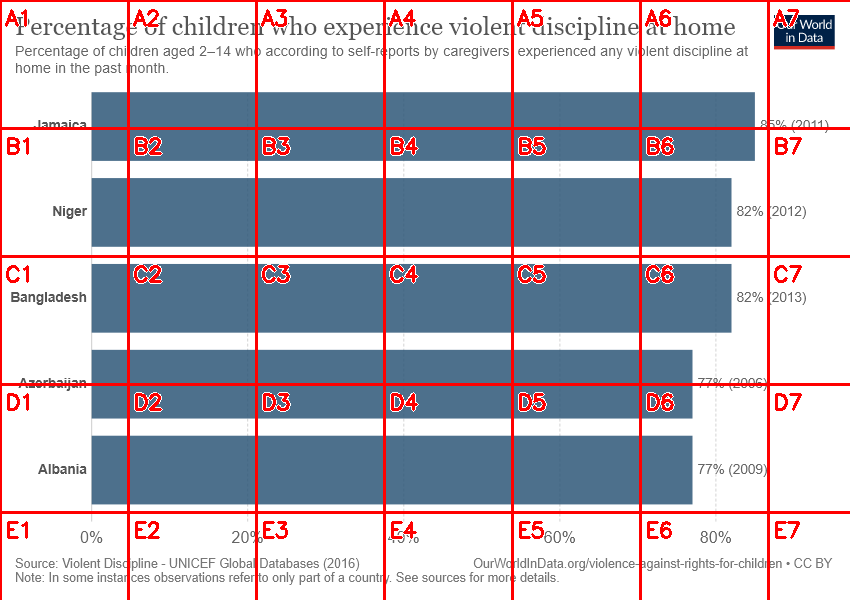 Percentage of children who experience violent discipline at home
Our World
in Data
Percentage of children aged 2–14 who according to self-reports by caregivers, experienced any violent discipline at
home in the past month.
Jamaica 85% (2011)
Niger 82% (2012)
Bangladesh 82% (2013)
Azerbaijan 77% (2006)
Albania 77% (2009)
0% 20% 40% 60% 80%
Source: Violent Discipline - UNICEF Global Databases (2016) OurWorldInData.org/violence-against-rights-for-children • CC BY
Note: In some instances observations refer to only part of a country. See sources for more details.
A1 A2 A3 A4 A5 A6 A7
B1 B2 B3 B4 B5 B6 B7
C1 C2 C3 C4 C5 C6 C7
D1 D2 D3 D4 D5 D6 D7
E1 E2 E3 E4 E5 E6 E7